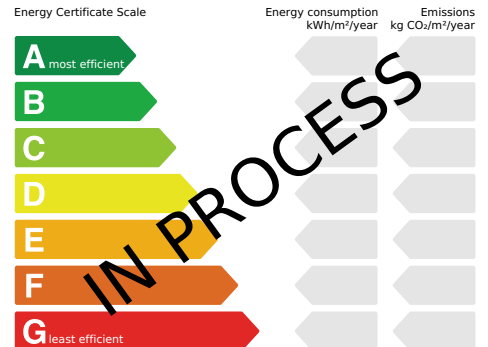 Energy Certificate Scale
Energy consumption
kWh/m²/year
Emissions
kg CO₂/m²/year
A most efficient
B
C
D
E
F
G least efficient
IN PROCESS